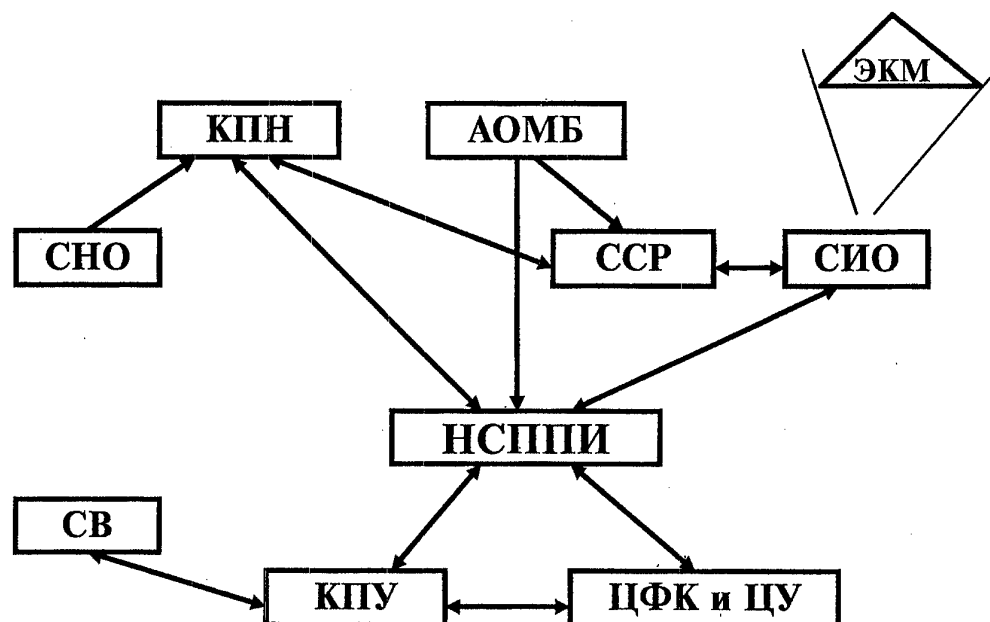 ЭКМ
КПН
АОМБ
СНО
ССР
СИО
НСППИ
СВ
КПУ
ЦФК и ЦУ